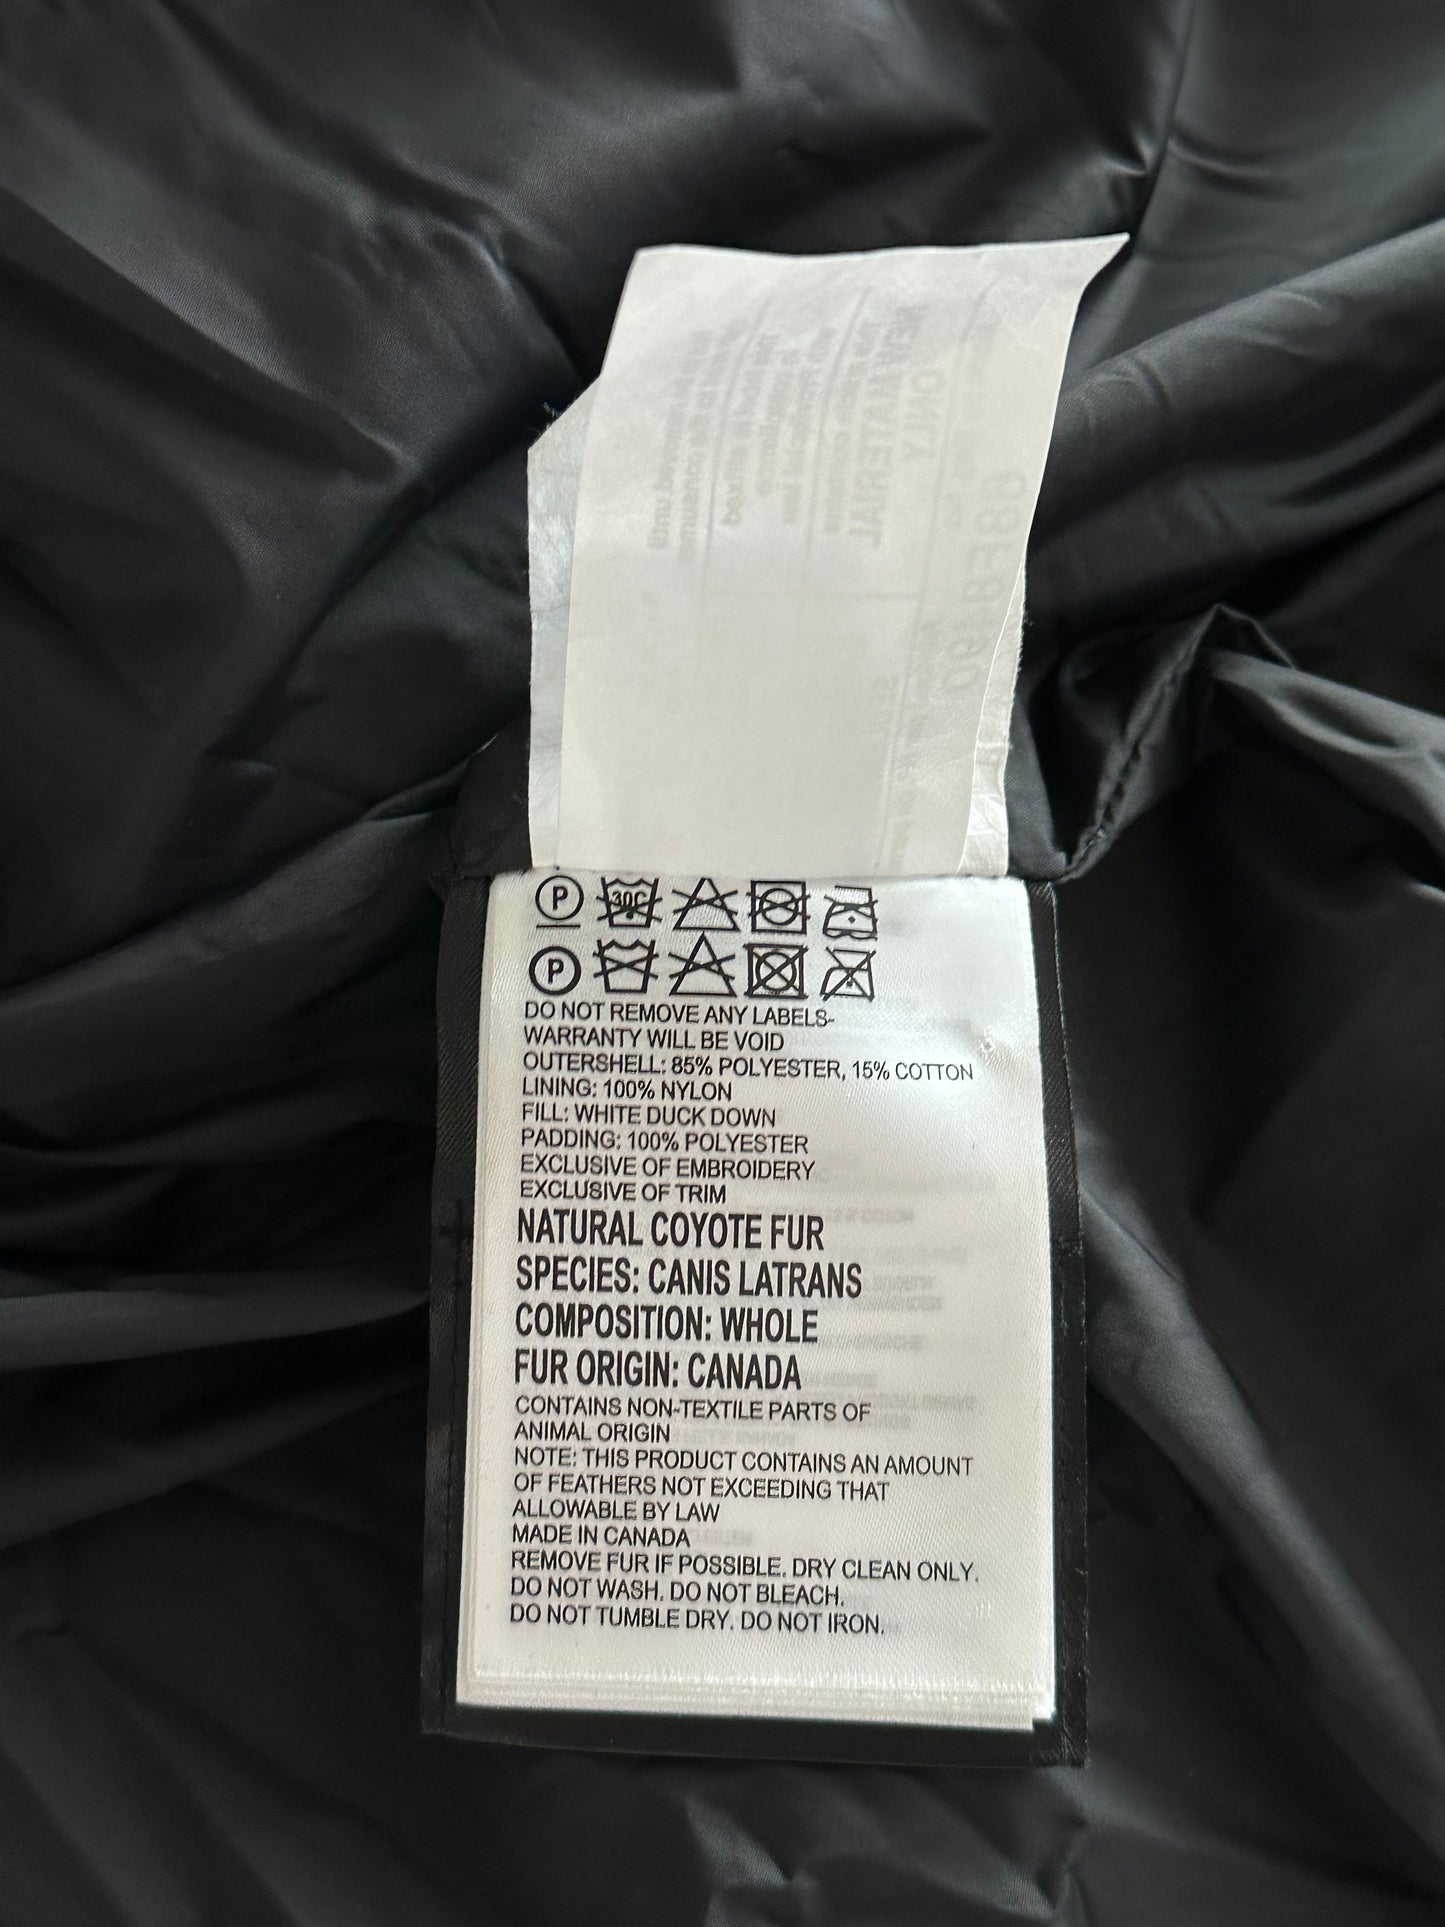 P
30C
P
DO NOT REMOVE ANY LABELS-
WARRANTY WILL BE VOID
OUTERSHELL: 85% POLYESTER, 15% COTTON
LINING: 100% NYLON
FILL: WHITE DUCK DOWN
PADDING: 100% POLYESTER
EXCLUSIVE OF EMBROIDERY
EXCLUSIVE OF TRIM
NATURAL COYOTE FUR
SPECIES: CANIS LATRANS
COMPOSITION: WHOLE
FUR ORIGIN: CANADA
CONTAINS NON-TEXTILE PARTS OF
ANIMAL ORIGIN
NOTE: THIS PRODUCT CONTAINS AN AMOUNT
OF FEATHERS NOT EXCEEDING THAT
ALLOWABLE BY LAW
MADE IN CANADA
REMOVE FUR IF POSSIBLE. DRY CLEAN ONLY.
DO NOT WASH. DO NOT BLEACH.
DO NOT TUMBLE DRY. DO NOT IRON.